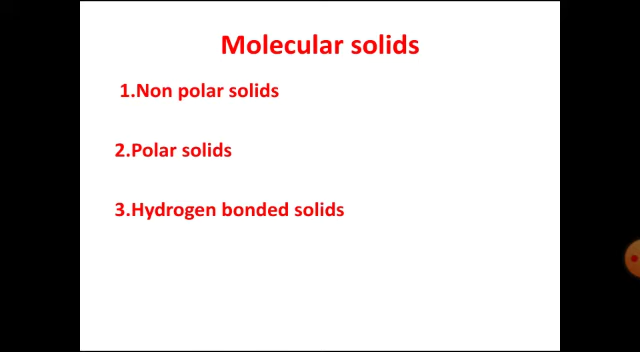 Molecular solids
1.Non polar solids
2.Polar solids
3.Hydrogen bonded solids